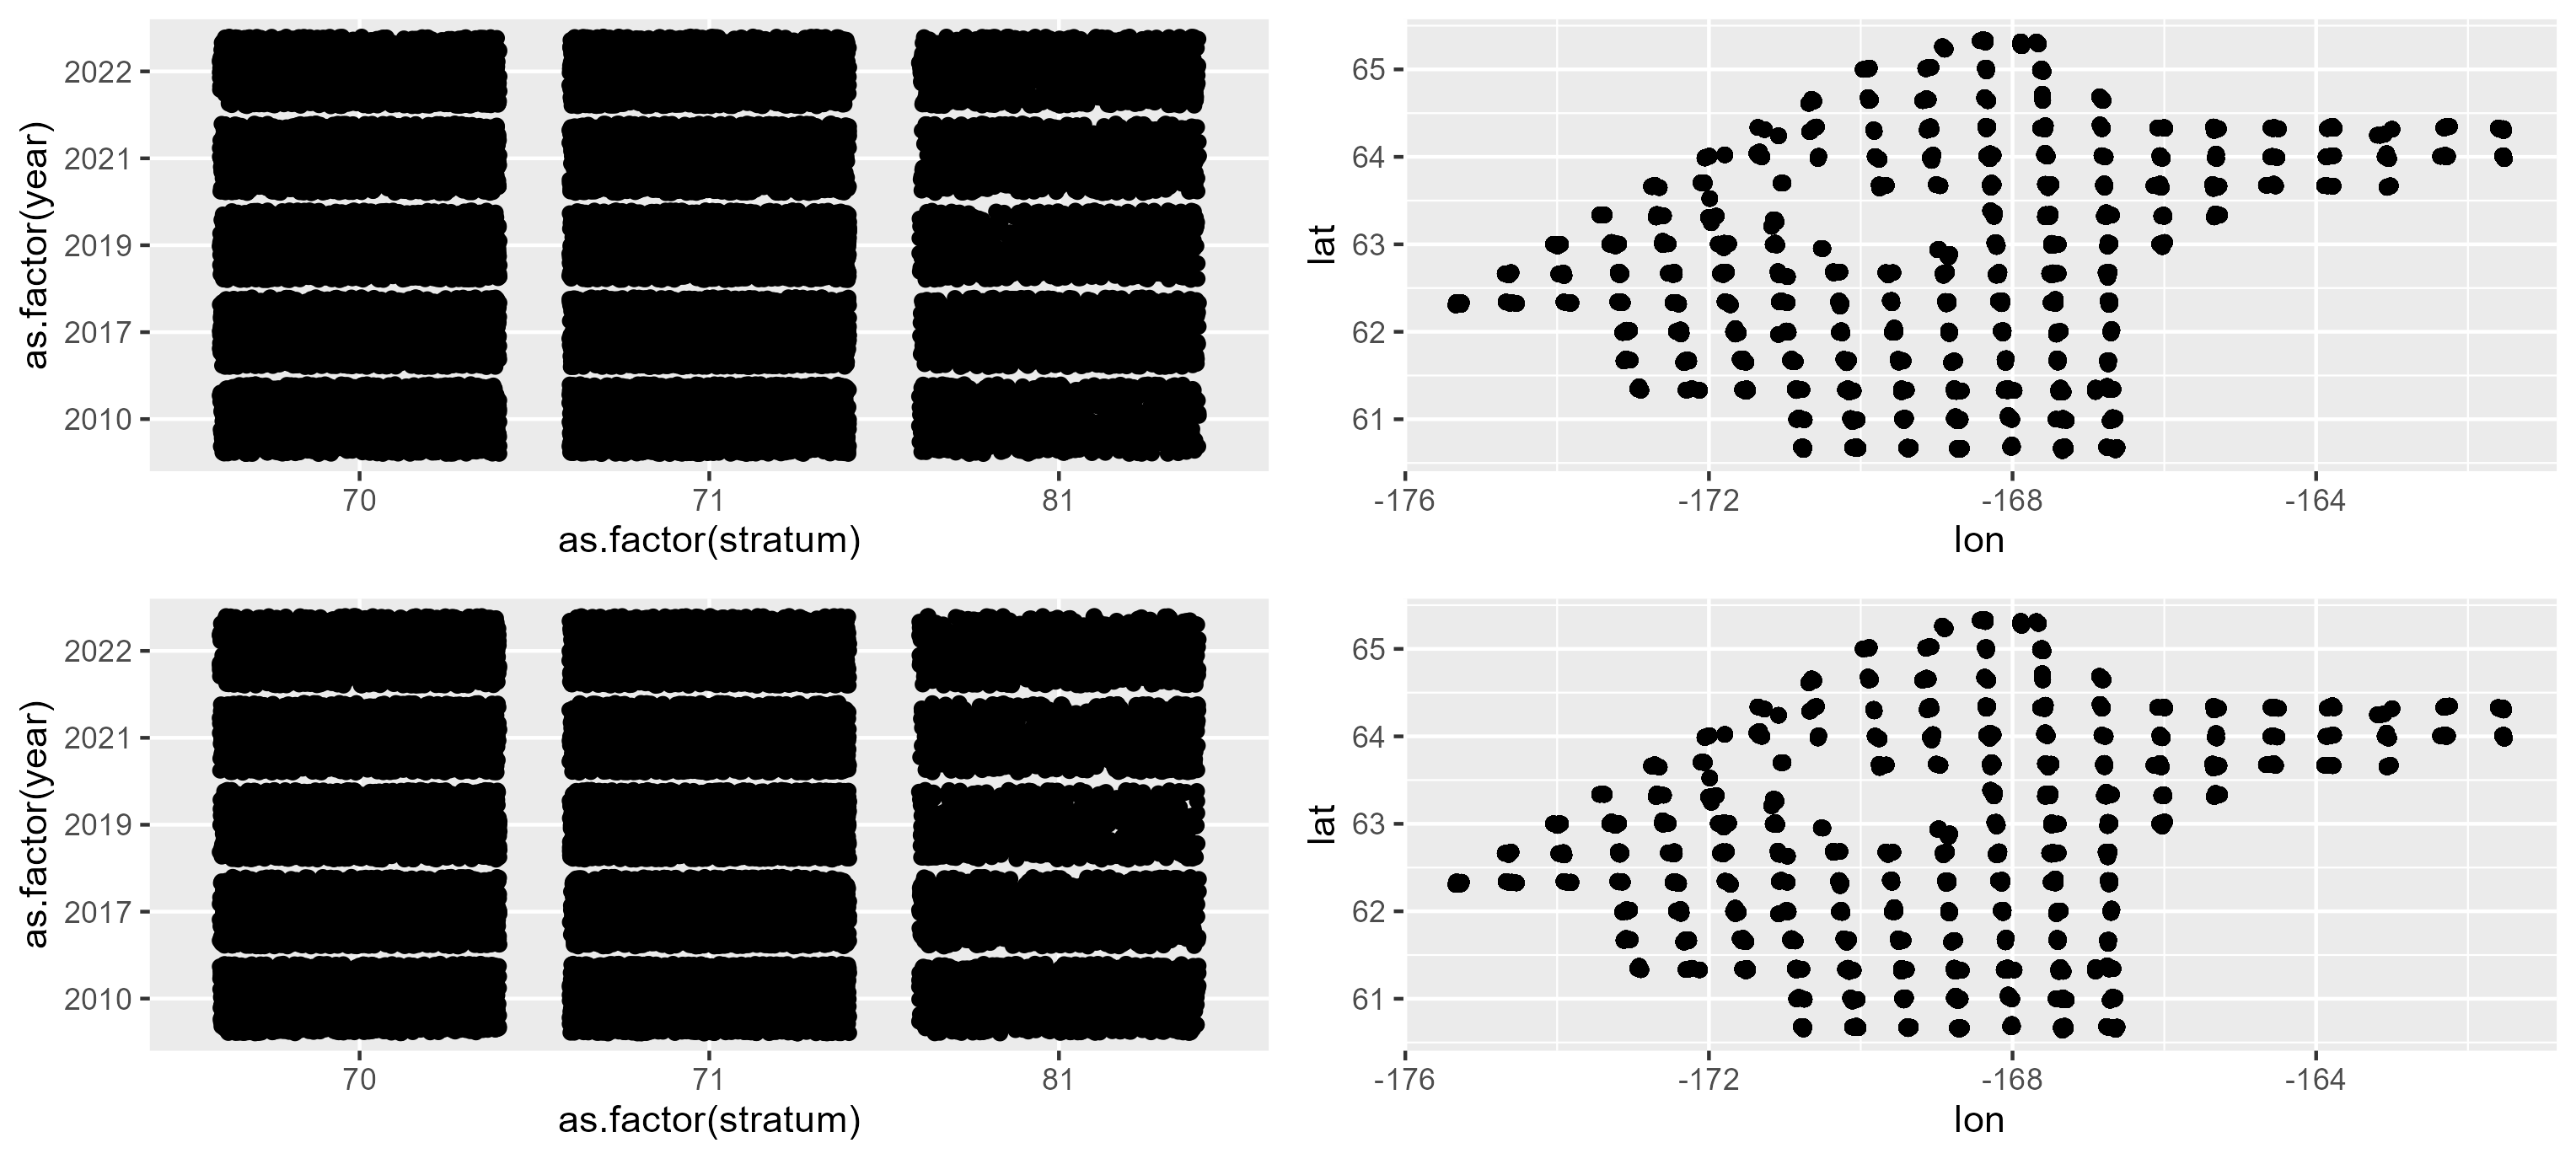 as.factor(year)
2022
2021
2019
2017
2010
70 71 81
as.factor(stratum)
lat
65
64
63
62
61
-176 -172 -168 -164
lon
as.factor(year)
2022
2021
2019
2017
2010
70 71 81
as.factor(stratum)
lat
65
64
63
62
61
-176 -172 -168 -164
lon